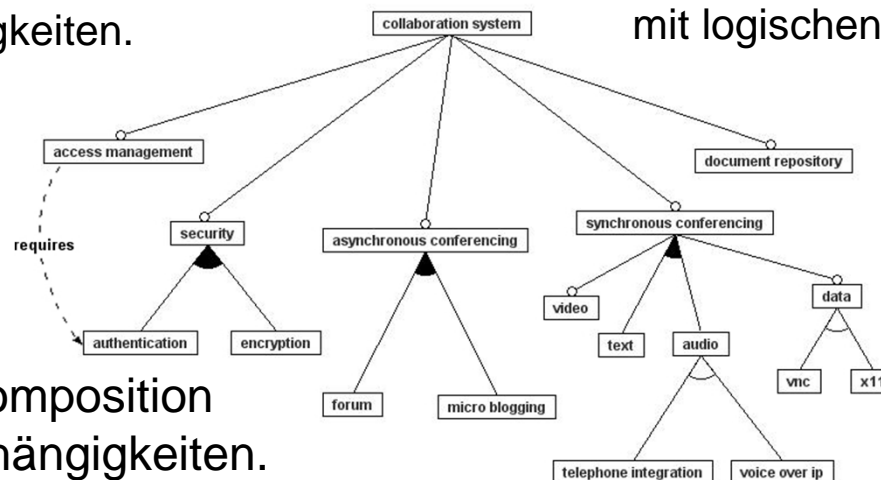 gkeiten.
collaboration system
mit logischen
access management
document repository
requires
security
asynchronous conferencing
synchronous conferencing
video
data
authentication
encryption
text
audio
vnc
x11
omposition
forum
micro blogging
hängigkeiten.
telephone integration
voice over ip